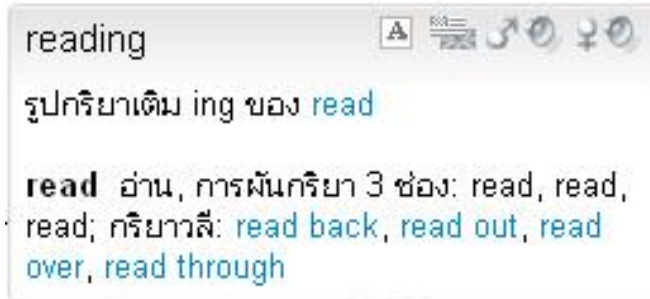 reading A
รูปกริยาเติม ing ของ read
read อ่าน, การผันกริยา 3 ช่อง: read, read,
read; กริยาวลี: read back, read out, read
over, read through